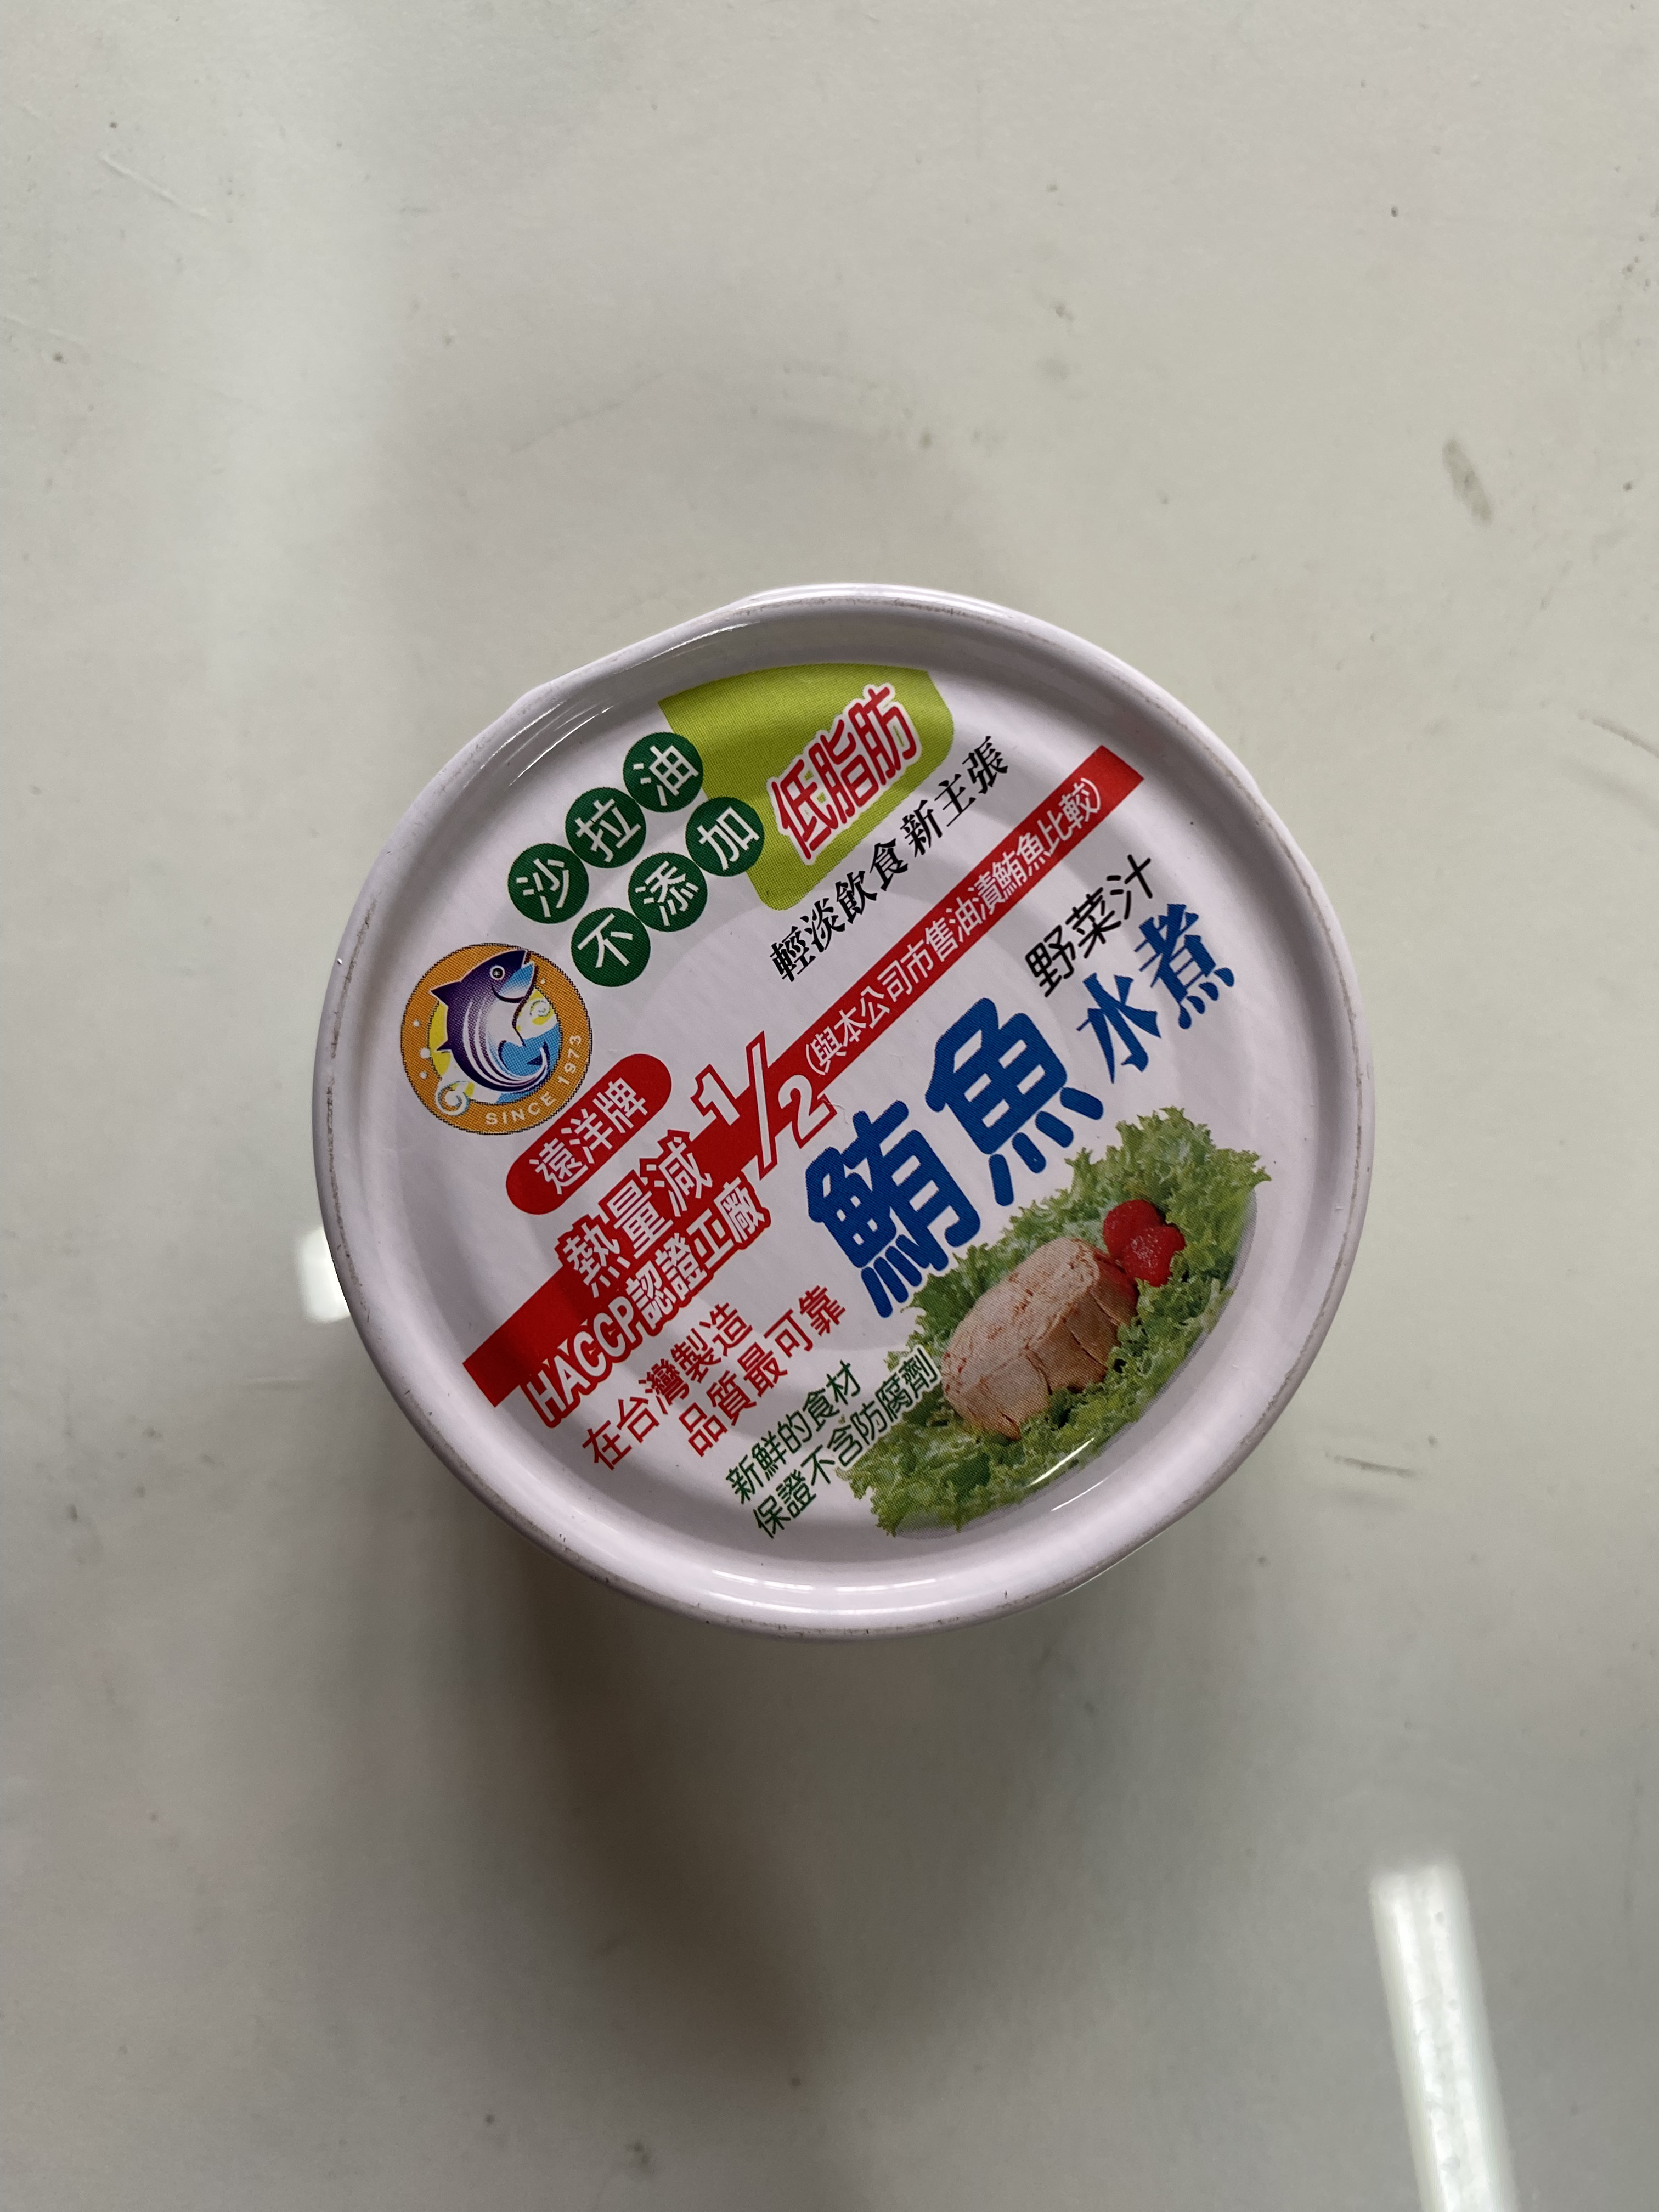 沙拉油
不添加
低脂肪
輕淡飲食 新主張
SINCE 1973
遠洋牌
熱量減1/2(與本公司市售油漬鮪魚比較)
HACCP認證工廠
在台灣製造
品質最可靠
野菜汁
鮪魚水煮
新鮮的食材
保證不含防腐劑